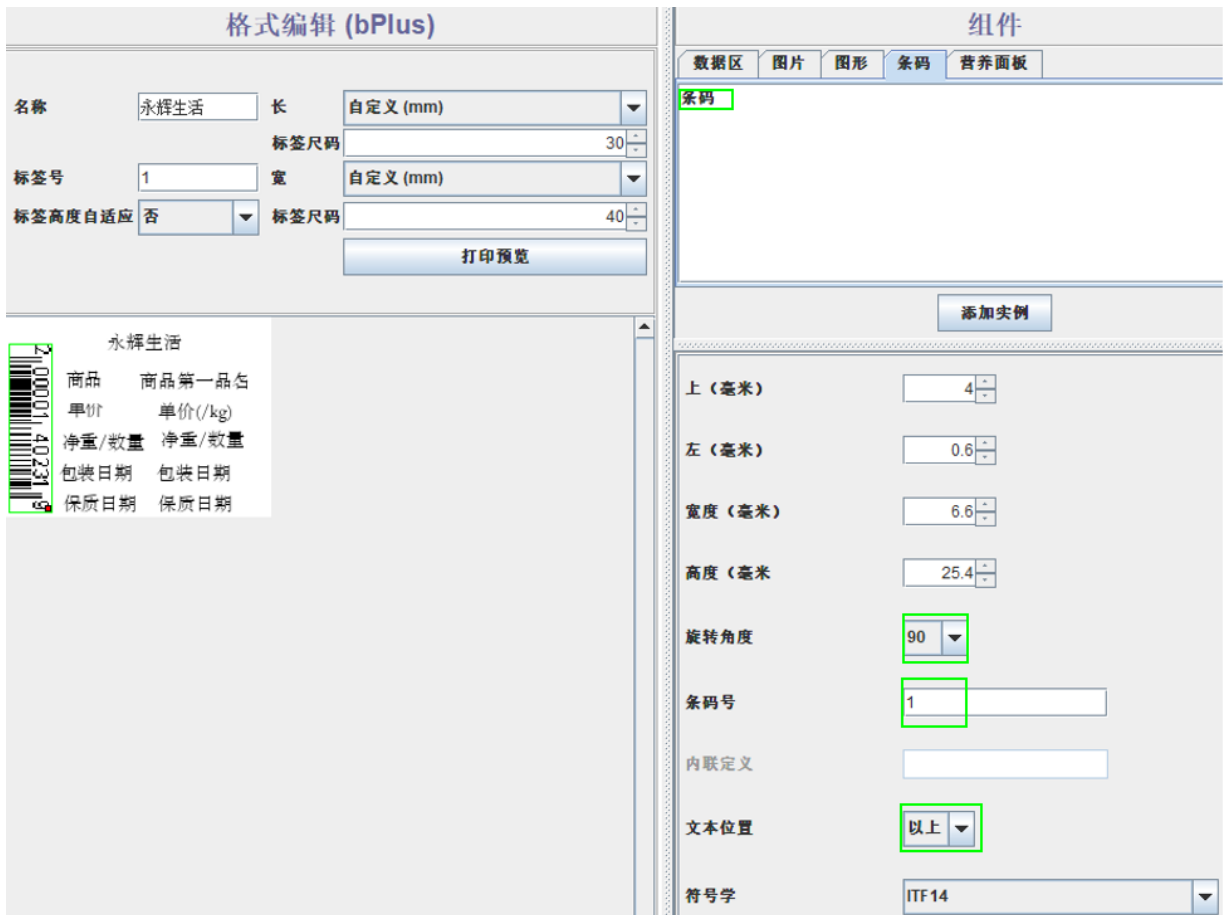 格式编辑 (bPlus)
名称 永辉生活 长 自定义 (mm)
标签尺码 30
标签号 1 宽 自定义 (mm)
标签高度自适应 否 标签尺码 40
打印预览
永辉生活
商品 商品第一品名
单价 单价(/kg)
净重/数量 净重/数量
包装日期 包装日期
保质日期 保质日期
2 00001 40231 9
组件
数据区 图片 图形 条码 营养面板
条码
添加实例
上（毫米） 4
左（毫米） 0.6
宽度（毫米） 6.6
高度（毫米 25.4
旋转角度 90
条码号 1
内联定义
文本位置 以上
符号学 ITF14